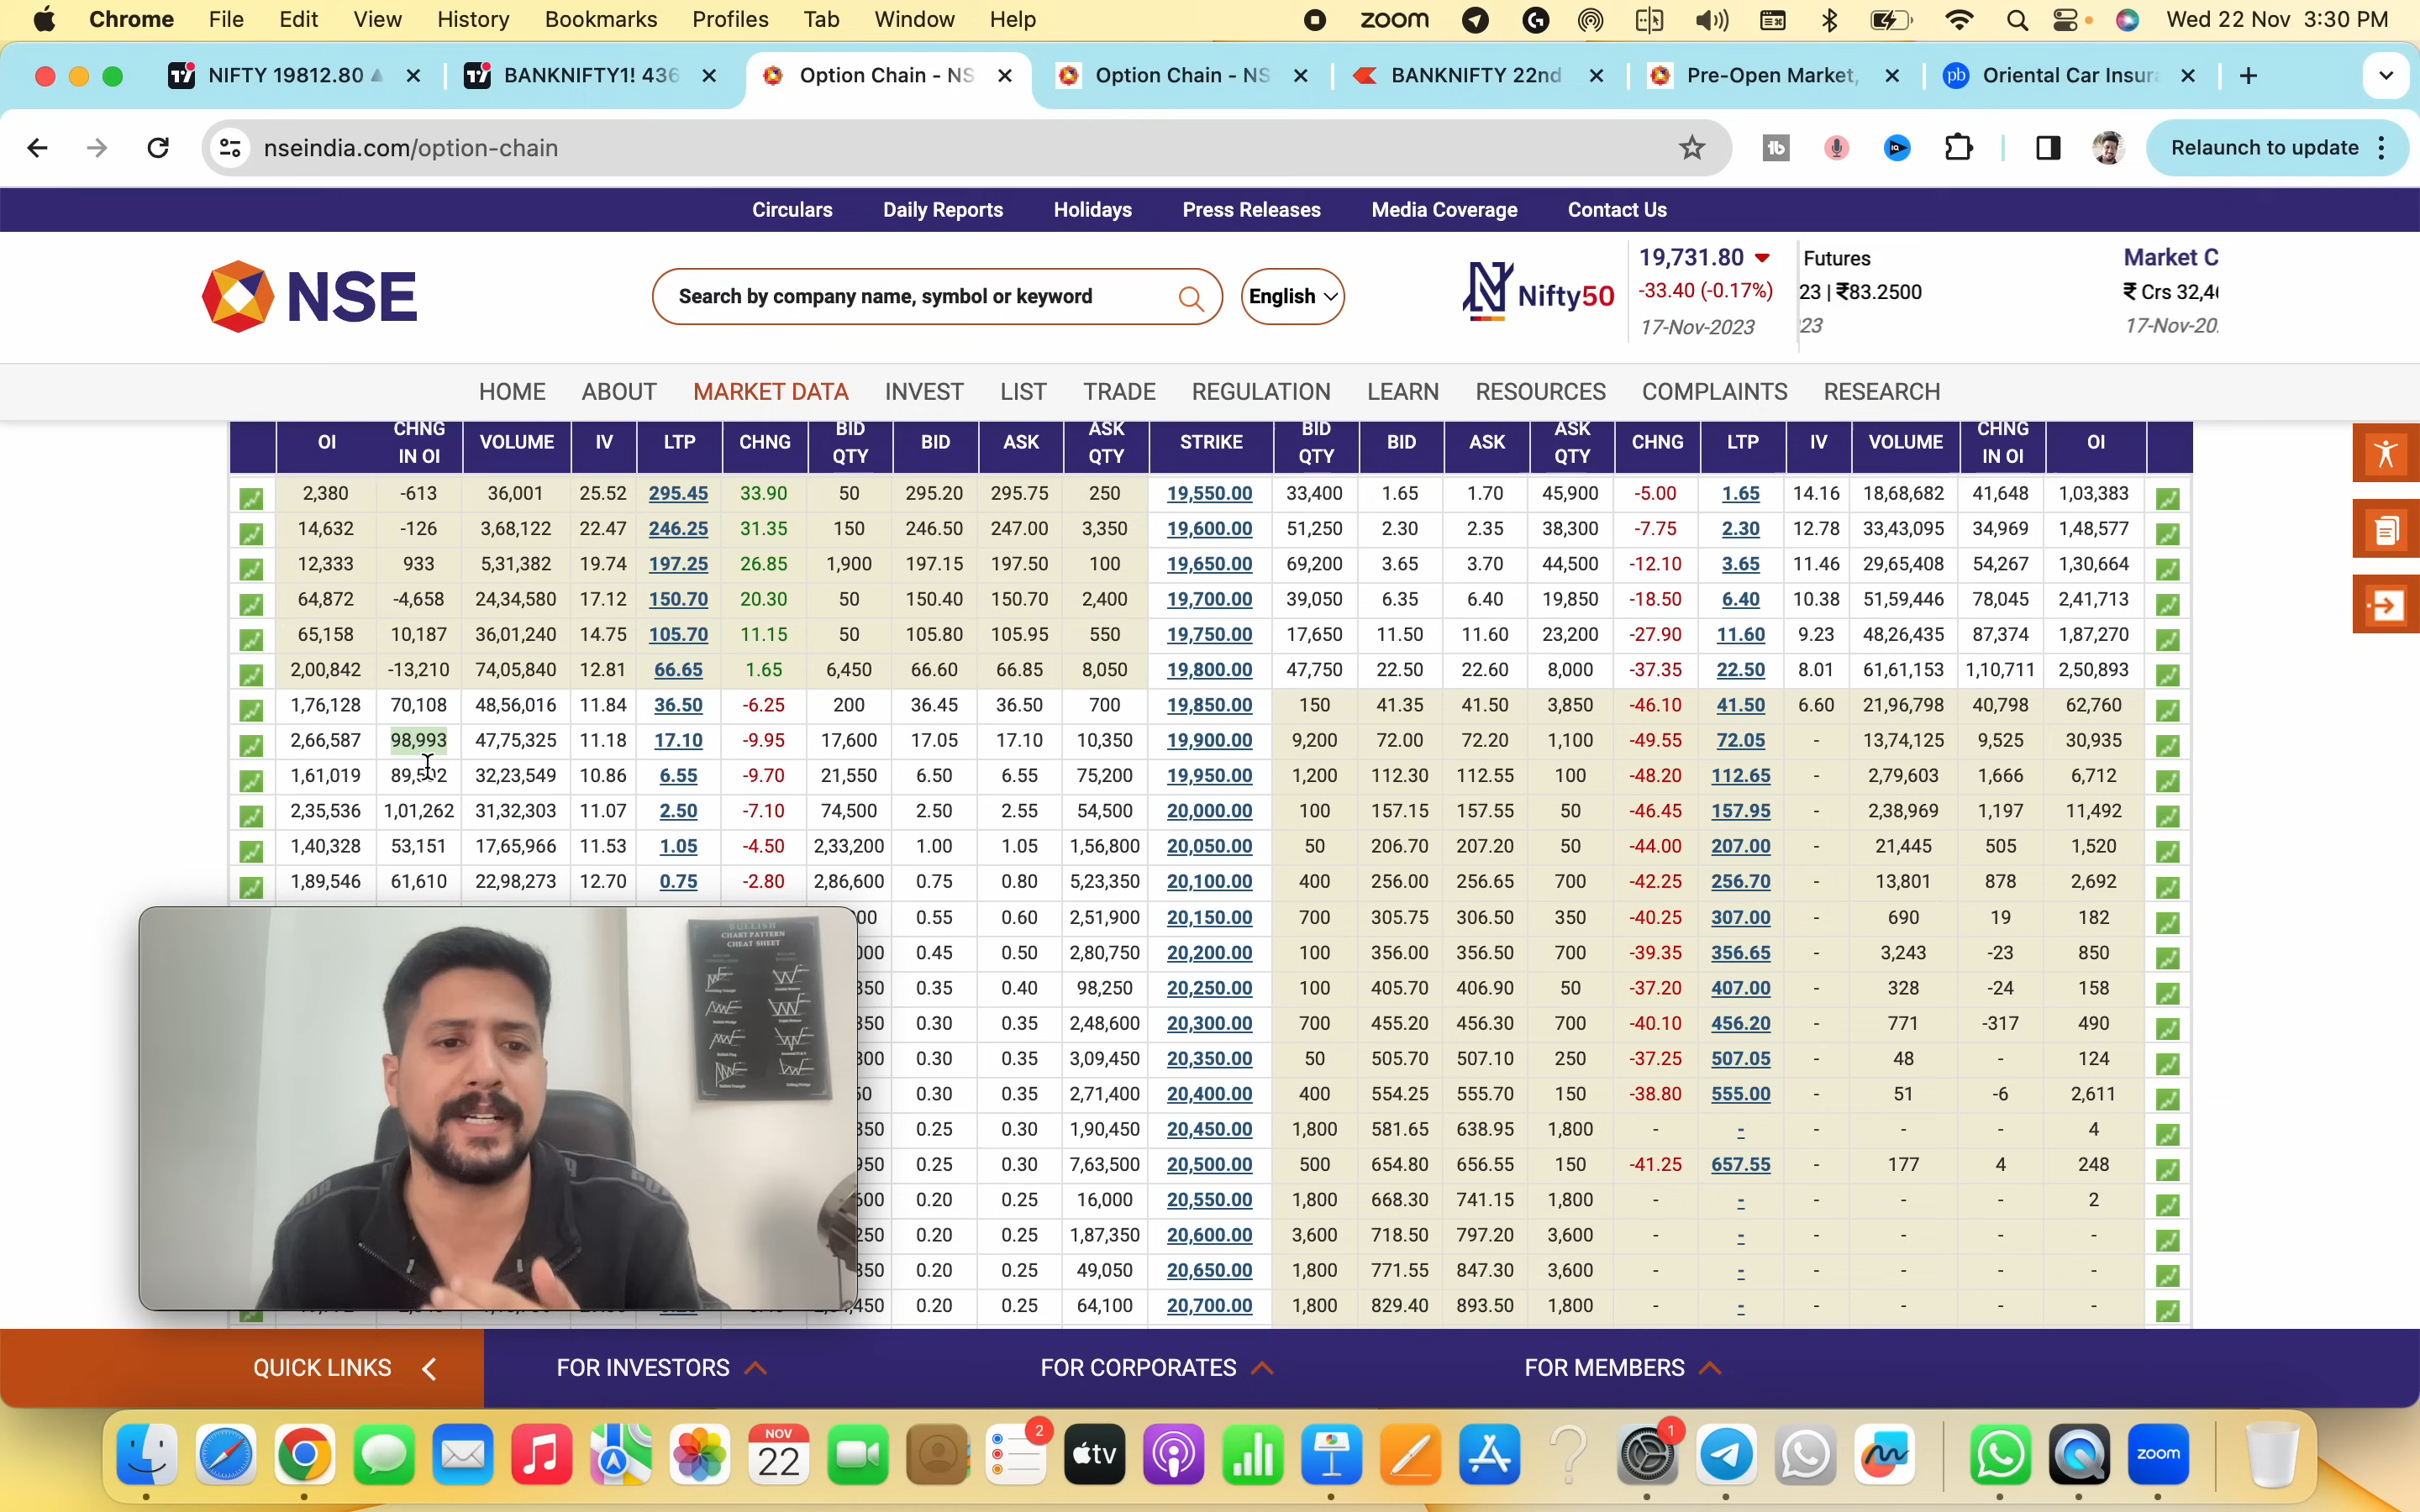 Chrome File Edit View History Bookmarks Profiles Tab Window Help zoom Wed 22 Nov 3:30 PM
NIFTY 19812.80 BANKNIFTY1! 436 Option Chain - NS Option Chain - NS BANKNIFTY 22nd Pre-Open Market, pb Oriental Car Insur
nseindia.com/option-chain tb Relaunch to update
Circulars Daily Reports Holidays Press Releases Media Coverage Contact Us
NSE Search by company name, symbol or keyword English Nifty50
19,731.80 Futures Market C
-33.40 (-0.17%) 23 | ₹83.2500 ₹ Crs 32,4
17-Nov-2023 23 17-Nov-20
HOME ABOUT MARKET DATA INVEST LIST TRADE REGULATION LEARN RESOURCES COMPLAINTS RESEARCH
OI CHNG IN OI VOLUME IV LTP CHNG BID QTY BID ASK ASK QTY STRIKE BID QTY BID ASK ASK QTY CHNG LTP IV VOLUME CHNG IN OI OI
2,380 -613 36,001 25.52 295.45 33.90 50 295.20 295.75 250 19,550.00 33,400 1.65 1.70 45,900 -5.00 1.65 14.16 18,68,682 41,648 1,03,383
14,632 -126 3,68,122 22.47 246.25 31.35 150 246.50 247.00 3,350 19,600.00 51,250 2.30 2.35 38,300 -7.75 2.30 12.78 33,43,095 34,969 1,48,577
12,333 933 5,31,382 19.74 197.25 26.85 1,900 197.15 197.50 100 19,650.00 69,200 3.65 3.70 44,500 -12.10 3.65 11.46 29,65,408 54,267 1,30,664
64,872 -4,658 24,34,580 17.12 150.70 20.30 50 150.40 150.70 2,400 19,700.00 39,050 6.35 6.40 19,850 -18.50 6.40 10.38 51,59,446 78,045 2,41,713
65,158 10,187 36,01,240 14.75 105.70 11.15 50 105.80 105.95 550 19,750.00 17,650 11.50 11.60 23,200 -27.90 11.60 9.23 48,26,435 87,374 1,87,270
2,00,842 -13,210 74,05,840 12.81 66.65 1.65 6,450 66.60 66.85 8,050 19,800.00 47,750 22.50 22.60 8,000 -37.35 22.50 8.01 61,61,153 1,10,711 2,50,893
1,76,128 70,108 48,56,016 11.84 36.50 -6.25 200 36.45 36.50 700 19,850.00 150 41.35 41.50 3,850 -46.10 41.50 6.60 21,96,798 40,798 62,760
2,66,587 98,993 47,75,325 11.18 17.10 -9.95 17,600 17.05 17.10 10,350 19,900.00 9,200 72.00 72.20 1,100 -49.55 72.05 - 13,74,125 9,525 30,935
1,61,019 32,23,549 10.86 6.55 -9.70 21,550 6.50 6.55 75,200 19,950.00 1,200 112.30 112.55 100 -48.20 112.65 - 2,79,603 1,666 6,712
2,35,536 1,01,262 31,32,303 11.07 2.50 -7.10 74,500 2.50 2.55 54,500 20,000.00 100 157.15 157.55 50 -46.45 157.95 - 2,38,969 1,197 11,492
1,40,328 53,151 17,65,966 11.53 1.05 -4.50 2,33,200 1.00 1.05 1,56,800 20,050.00 50 206.70 207.20 50 -44.00 207.00 - 21,445 505 1,520
1,89,546 61,610 22,98,273 12.70 0.75 -2.80 2,86,600 0.75 0.80 5,23,350 20,100.00 400 256.00 256.65 700 -42.25 256.70 - 13,801 878 2,692
00 0.55 0.60 2,51,900 20,150.00 700 305.75 306.50 350 -40.25 307.00 - 690 19 182
000 0.45 0.50 2,80,750 20,200.00 100 356.00 356.50 700 -39.35 356.65 - 3,243 -23 850
350 0.35 0.40 98,250 20,250.00 100 405.70 406.90 50 -37.20 407.00 - 328 -24 158
350 0.30 0.35 2,48,600 20,300.00 700 455.20 456.30 700 -40.10 456.20 - 771 -317 490
300 0.30 0.35 3,09,450 20,350.00 50 505.70 507.10 250 -37.25 507.05 - 48 - 124
50 0.30 0.35 2,71,400 20,400.00 400 554.25 555.70 150 -38.80 555.00 - 51 -6 2,611
350 0.25 0.30 1,90,450 20,450.00 1,800 581.65 638.95 1,800 - - - - - 4
950 0.25 0.30 7,63,500 20,500.00 500 654.80 656.55 150 -41.25 657.55 - 177 4 248
600 0.20 0.25 16,000 20,550.00 1,800 668.30 741.15 1,800 - - - - - 2
250 0.20 0.25 1,87,350 20,600.00 3,600 718.50 797.20 3,600 - - - - - -
350 0.20 0.25 49,050 20,650.00 1,800 771.55 847.30 3,600 - - - - - -
,450 0.20 0.25 64,100 20,700.00 1,800 829.40 893.50 1,800 - - - - - -
BULLISH
CHART PATTERN
CHEAT SHEET
QUICK LINKS FOR INVESTORS FOR CORPORATES FOR MEMBERS
NOV 22 2 tv 1 zoom